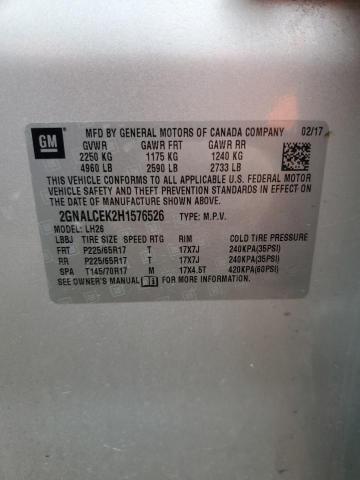 GM MFD BY GENERAL MOTORS OF CANADA COMPANY 02/17
GVWR GAWR FRT GAWR RR
2250 KG 1175 KG 1240 KG
4960 LB 2590 LB 2733 LB
THIS VEHICLE CONFORMS TO ALL APPLICABLE U.S. FEDERAL MOTOR
VEHICLE SAFETY, BUMPER, AND THEFT PREVENTION STANDARDS IN EFFECT ON
THE DATE OF MANUFACTURE SHOWN ABOVE.
2GNALCEK2H1576526 TYPE: M.P.V.
MODEL: LH26
LBBJ TIRE SIZE SPEED RTG RIM COLD TIRE PRESSURE
FRT P225/65R17 T 17X7J 240KPA(35PSI)
RR P225/65R17 T 17X7J 240KPA(35PSI)
SPA T145/70R17 M 17X4.5T 420KPA(60PSI)
SEE OWNER'S MANUAL FOR MORE INFORMATION